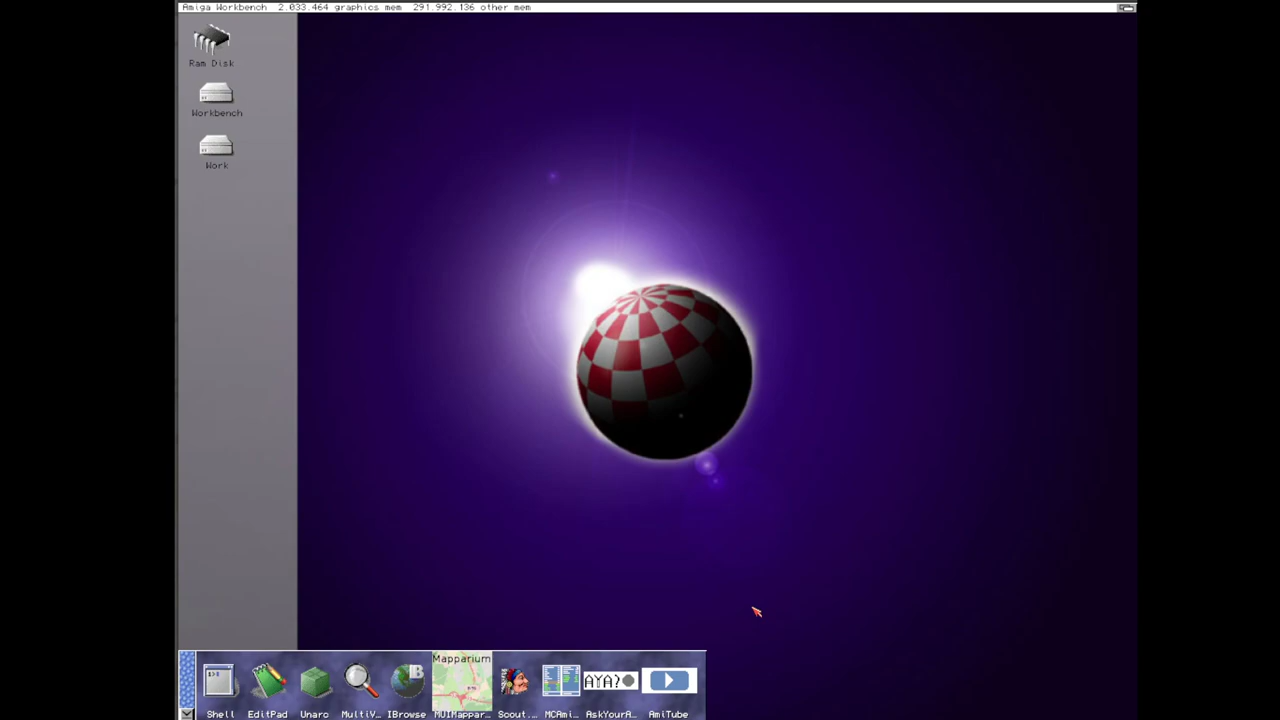 Amiga Workbench 2.033.464 graphics mem 291.992.136 other mem
Ram Disk
Workbench
Work
Mapparium
AYA?
Shell EditPad Unarc MultiV... IBrowse MUIMappar... Scout... MCAmi... AskYourA... AmiTube